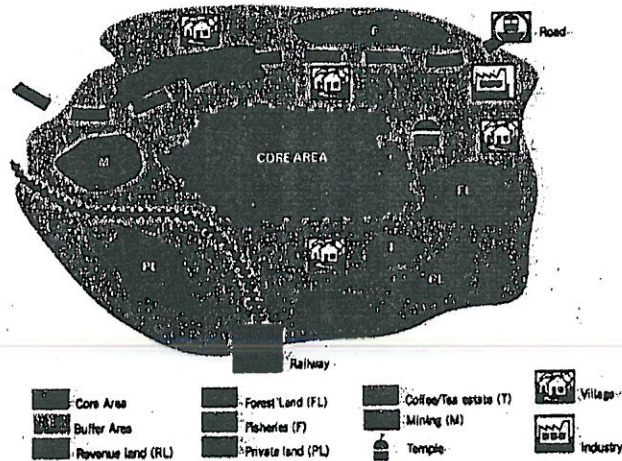 F
Road
M
CORE AREA
FL
PL
RL
Railway
Core Area
Forest Land (FL)
Coffee/Tea estate (T)
Village
Buffer Area
Fisheries (F)
Mining (M)
Revenue land (RL)
Private land (PL)
Temple
Industry